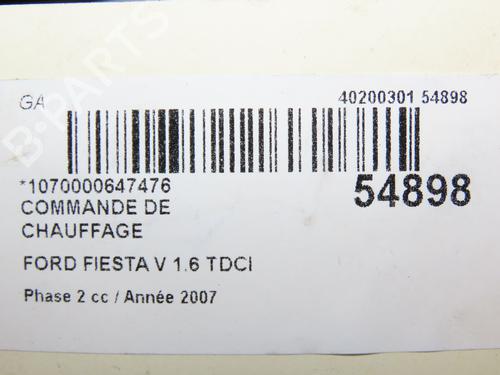 GA
40200301 54898
*1070000647476
54898
COMMANDE DE
CHAUFFAGE
FORD FIESTA V 1.6 TDCI
Phase 2 cc / Année 2007
B-PARTS